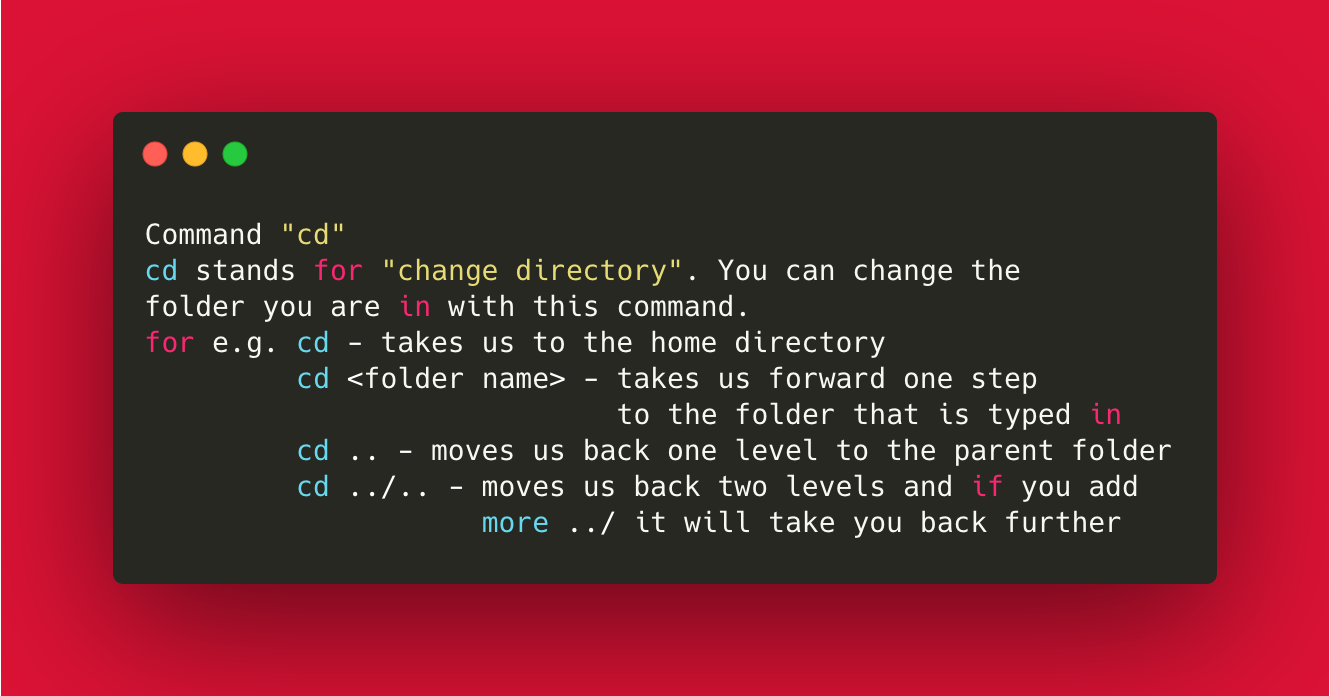 Command "cd"
cd stands for "change directory". You can change the
folder you are in with this command.
for e.g. cd - takes us to the home directory
cd <folder name> - takes us forward one step
to the folder that is typed in
cd .. - moves us back one level to the parent folder
cd ../.. - moves us back two levels and if you add
more ../ it will take you back further